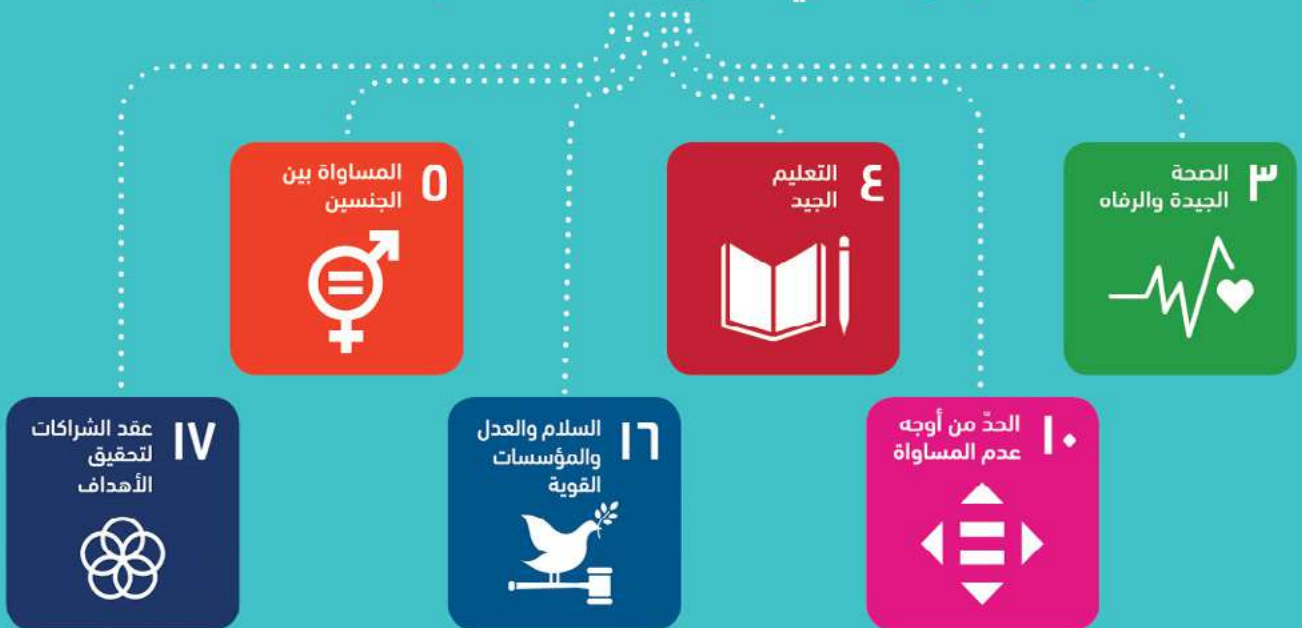 ٣
الصحة
الجيدة والرفاه
٤
التعليم
الجيد
٥
المساواة بين
الجنسين
١٠
الحدّ من أوجه
عدم المساواة
١٦
السلام والعدل
والمؤسسات
القوية
١٧
عقد الشراكات
لتحقيق
الأهداف